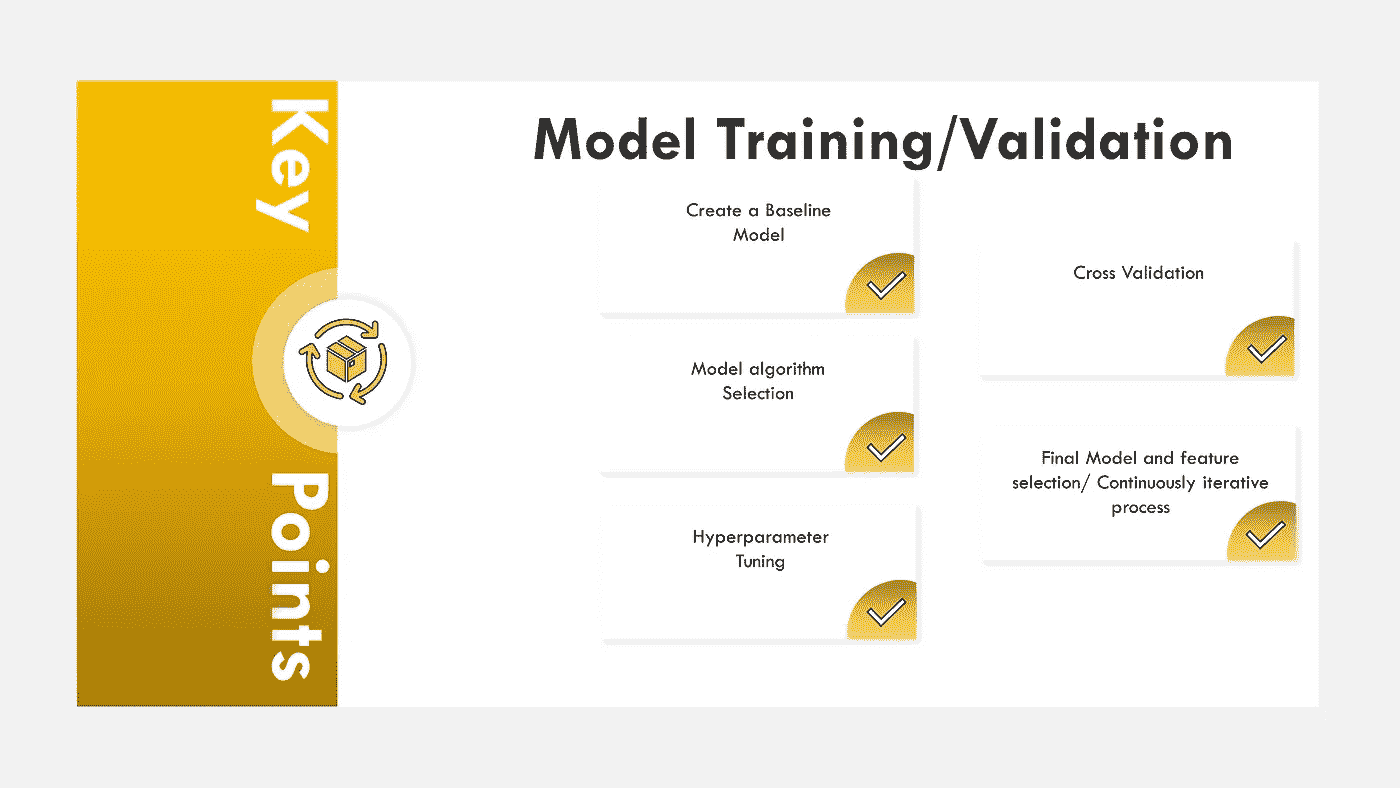 Key
Points
Model Training/Validation
Create a Baseline
Model
Model algorithm
Selection
Hyperparameter
Tuning
Cross Validation
Final Model and feature
selection/ Continuously iterative
process